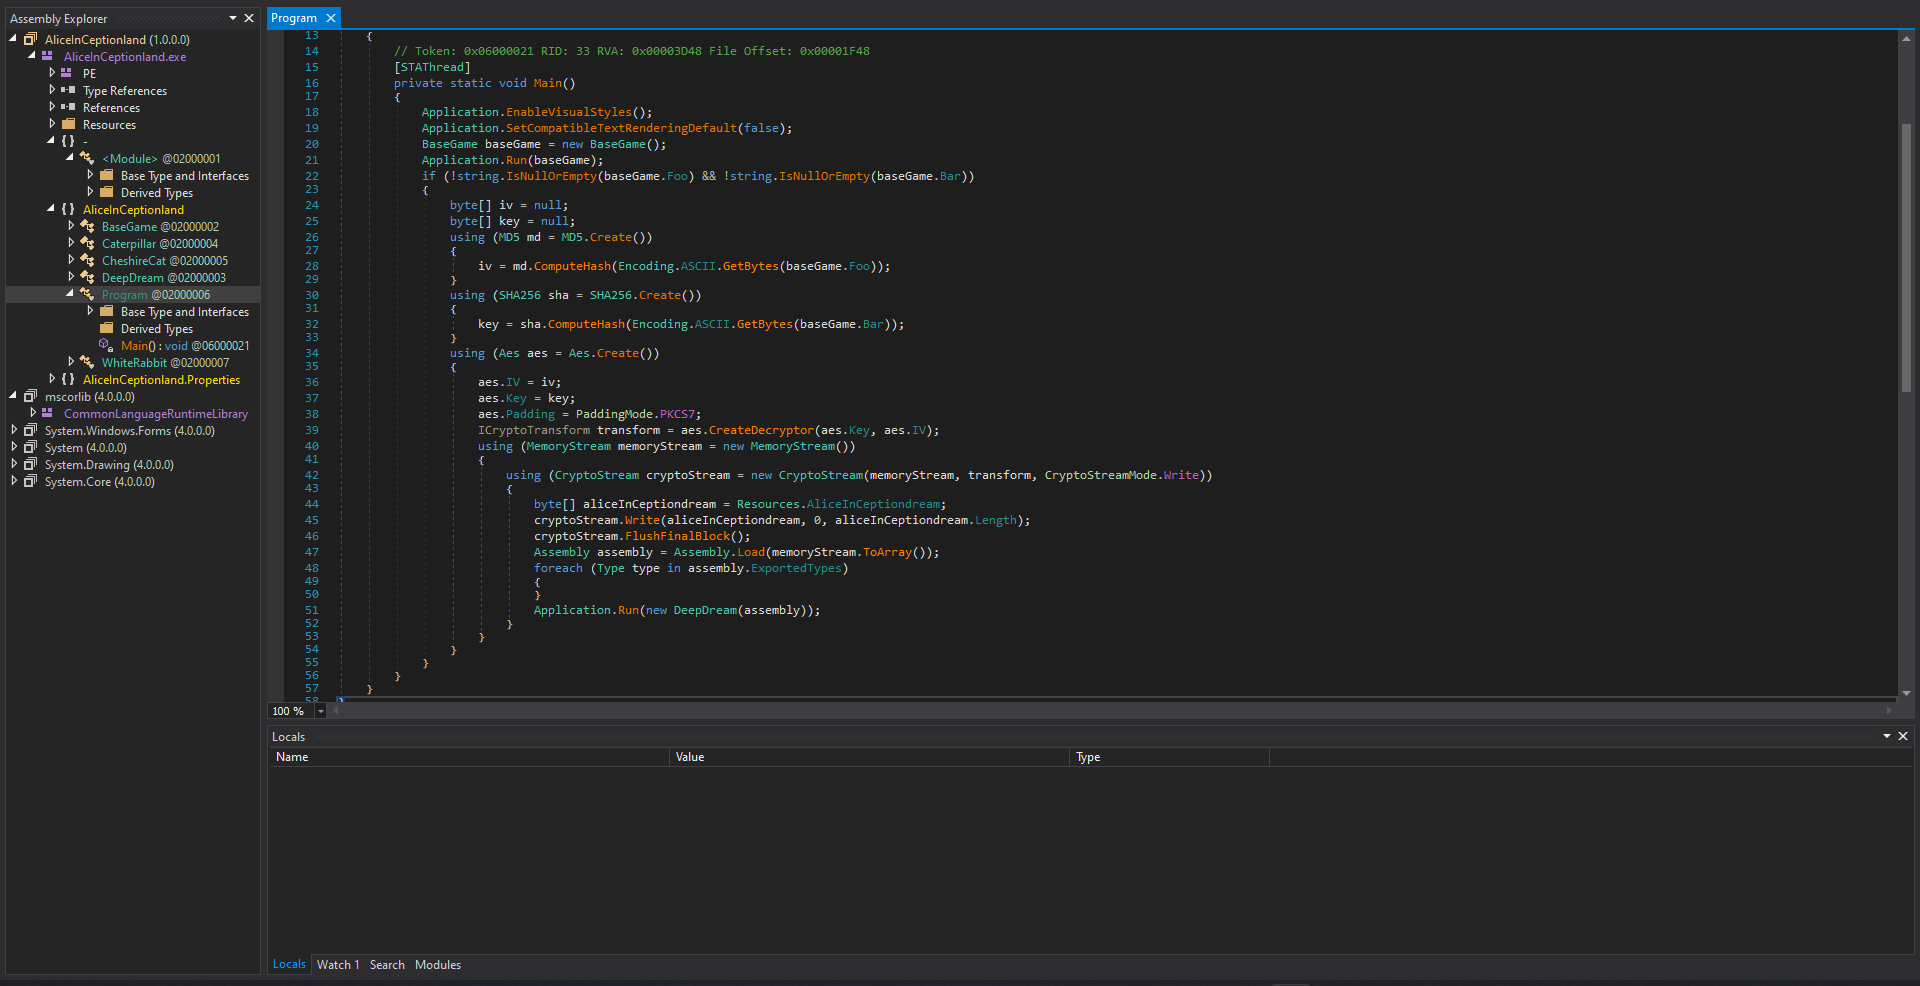 Assembly Explorer
AliceInCeptionland (1.0.0.0)
AliceInCeptionland.exe
PE
Type References
References
Resources
{ } -
<Module> @02000001
Base Type and Interfaces
Derived Types
{ } AliceInCeptionland
BaseGame @02000002
Caterpillar @02000004
CheshireCat @02000005
DeepDream @02000003
Program @02000006
Base Type and Interfaces
Derived Types
Main() : void @06000021
WhiteRabbit @02000007
{ } AliceInCeptionland.Properties
mscorlib (4.0.0.0)
CommonLanguageRuntimeLibrary
System.Windows.Forms (4.0.0.0)
System (4.0.0.0)
System.Drawing (4.0.0.0)
System.Core (4.0.0.0)
Program
13 {
14 // Token: 0x06000021 RID: 33 RVA: 0x00003D48 File Offset: 0x00001F48
15 [STAThread]
16 private static void Main()
17 {
18 Application.EnableVisualStyles();
19 Application.SetCompatibleTextRenderingDefault(false);
20 BaseGame baseGame = new BaseGame();
21 Application.Run(baseGame);
22 if (!string.IsNullOrEmpty(baseGame.Foo) && !string.IsNullOrEmpty(baseGame.Bar))
23 {
24 byte[] iv = null;
25 byte[] key = null;
26 using (MD5 md = MD5.Create())
27 {
28 iv = md.ComputeHash(Encoding.ASCII.GetBytes(baseGame.Foo));
29 }
30 using (SHA256 sha = SHA256.Create())
31 {
32 key = sha.ComputeHash(Encoding.ASCII.GetBytes(baseGame.Bar));
33 }
34 using (Aes aes = Aes.Create())
35 {
36 aes.IV = iv;
37 aes.Key = key;
38 aes.Padding = PaddingMode.PKCS7;
39 ICryptoTransform transform = aes.CreateDecryptor(aes.Key, aes.IV);
40 using (MemoryStream memoryStream = new MemoryStream())
41 {
42 using (CryptoStream cryptoStream = new CryptoStream(memoryStream, transform, CryptoStreamMode.Write))
43 {
44 byte[] aliceInCeptiondream = Resources.AliceInCeptiondream;
45 cryptoStream.Write(aliceInCeptiondream, 0, aliceInCeptiondream.Length);
46 cryptoStream.FlushFinalBlock();
47 Assembly assembly = Assembly.Load(memoryStream.ToArray());
48 foreach (Type type in assembly.ExportedTypes)
49 {
50 }
51 Application.Run(new DeepDream(assembly));
52 }
53 }
54 }
55 }
56 }
57 }
58 }
100 %
Locals
Name Value Type
Locals Watch 1 Search Modules